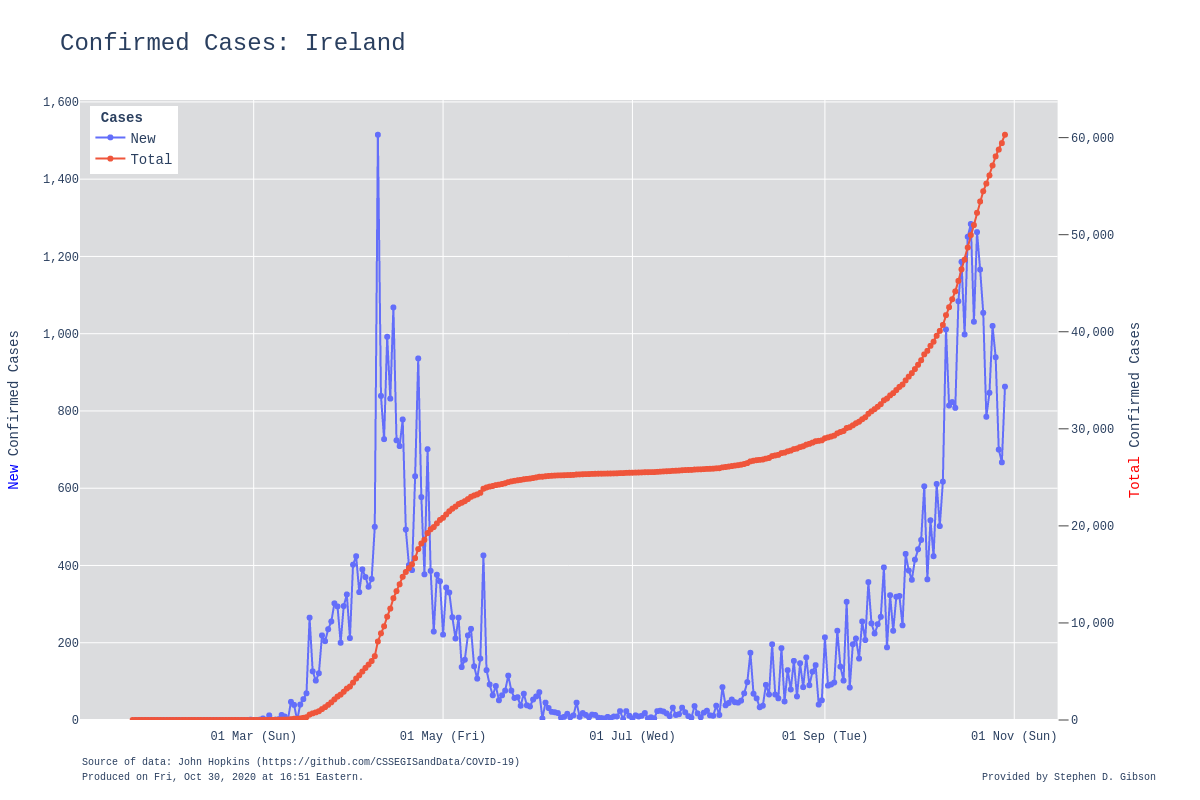 Confirmed Cases: Ireland
Cases
New
Total
1,600
1,400
1,200
1,000
800
600
400
200
0
New Confirmed Cases
60,000
50,000
40,000
30,000
20,000
10,000
0
Total Confirmed Cases
01 Mar (Sun) 01 May (Fri) 01 Jul (Wed) 01 Sep (Tue) 01 Nov (Sun)
Source of data: John Hopkins (https://github.com/CSSEGISandData/COVID-19)
Produced on Fri, Oct 30, 2020 at 16:51 Eastern.
Provided by Stephen D. Gibson